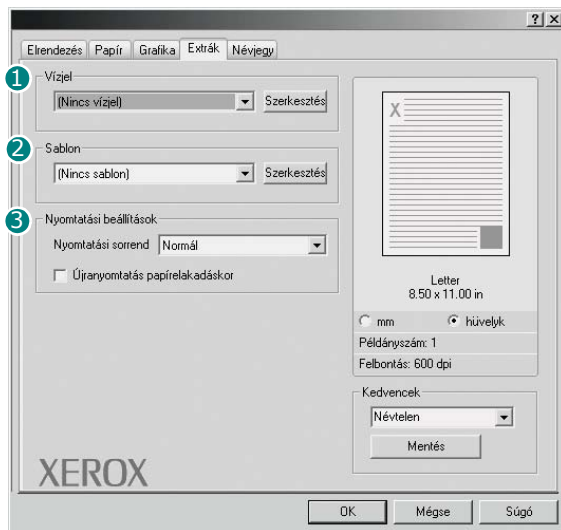 Elrendezés Papír Grafika Extrák Névjegy
1
Vízjel
(Nincs vízjel) Szerkesztés
2
Sablon
(Nincs sablon) Szerkesztés
3
Nyomtatási beállítások
Nyomtatási sorrend Normál
Újranyomtatás papírelakadáskor
X
Letter
8.50 x 11.00 in
mm hüvelyk
Példányszám: 1
Felbontás: 600 dpi
Kedvencek
Névtelen
Mentés
XEROX
OK Mégse Súgó